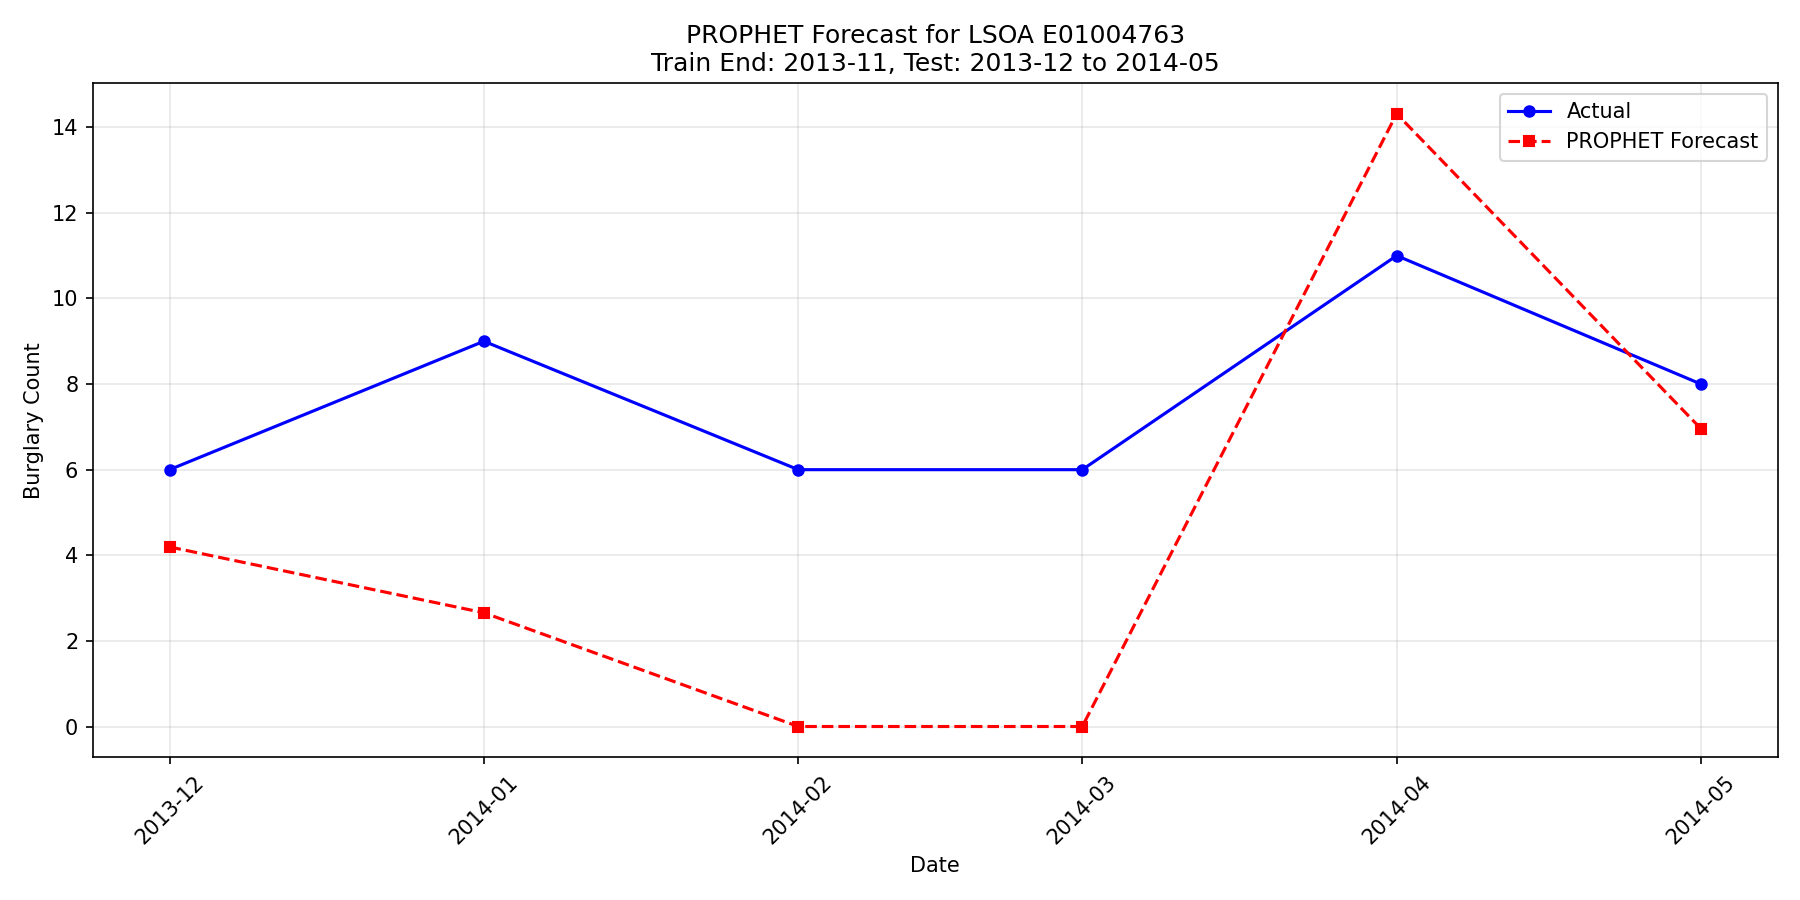 PROPHET Forecast for LSOA E01004763
Train End: 2013-11, Test: 2013-12 to 2014-05
Actual
PROPHET Forecast
Burglary Count
14
12
10
8
6
4
2
0
2013-12
2014-01
2014-02
2014-03
2014-04
2014-05
Date